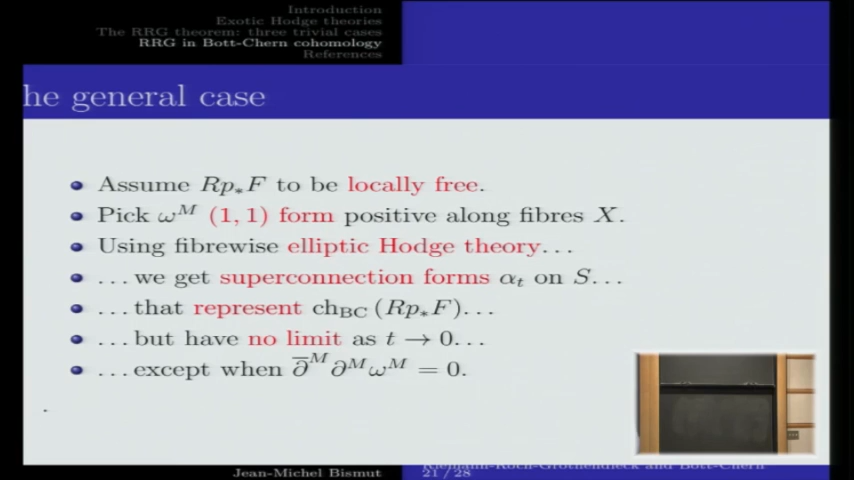 Introduction
Exotic Hodge theories
The RRG theorem: three trivial cases
RRG in Bott-Chern cohomology
References
he general case
Assume Rp∗F to be locally free.
Pick ω^M (1, 1) form positive along fibres X.
Using fibrewise elliptic Hodge theory. . .
. . . we get superconnection forms αₜ on S. . .
. . . that represent ch_BC (Rp∗F). . .
. . . but have no limit as t → 0. . .
. . . except when ∂̄^M ∂^M ω^M = 0.
Jean-Michel Bismut
Riemann-Roch-Grothendieck and Bott-Chern
21 / 28